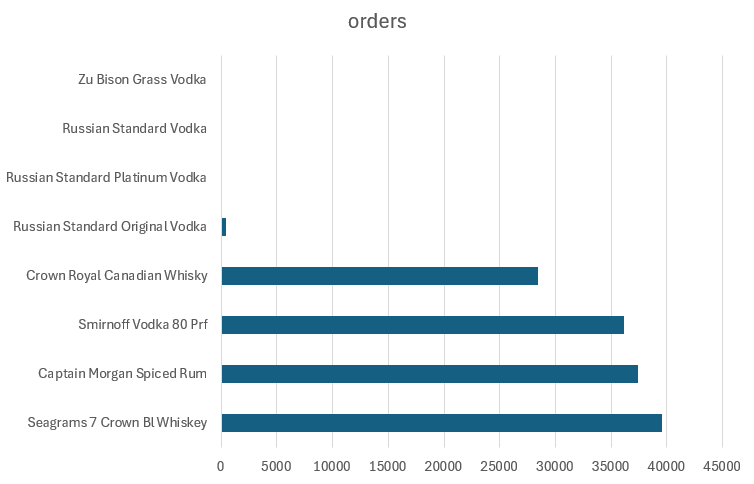 orders
Zu Bison Grass Vodka
Russian Standard Vodka
Russian Standard Platinum Vodka
Russian Standard Original Vodka
Crown Royal Canadian Whisky
Smirnoff Vodka 80 Prf
Captain Morgan Spiced Rum
Seagrams 7 Crown Bl Whiskey
0 5000 10000 15000 20000 25000 30000 35000 40000 45000